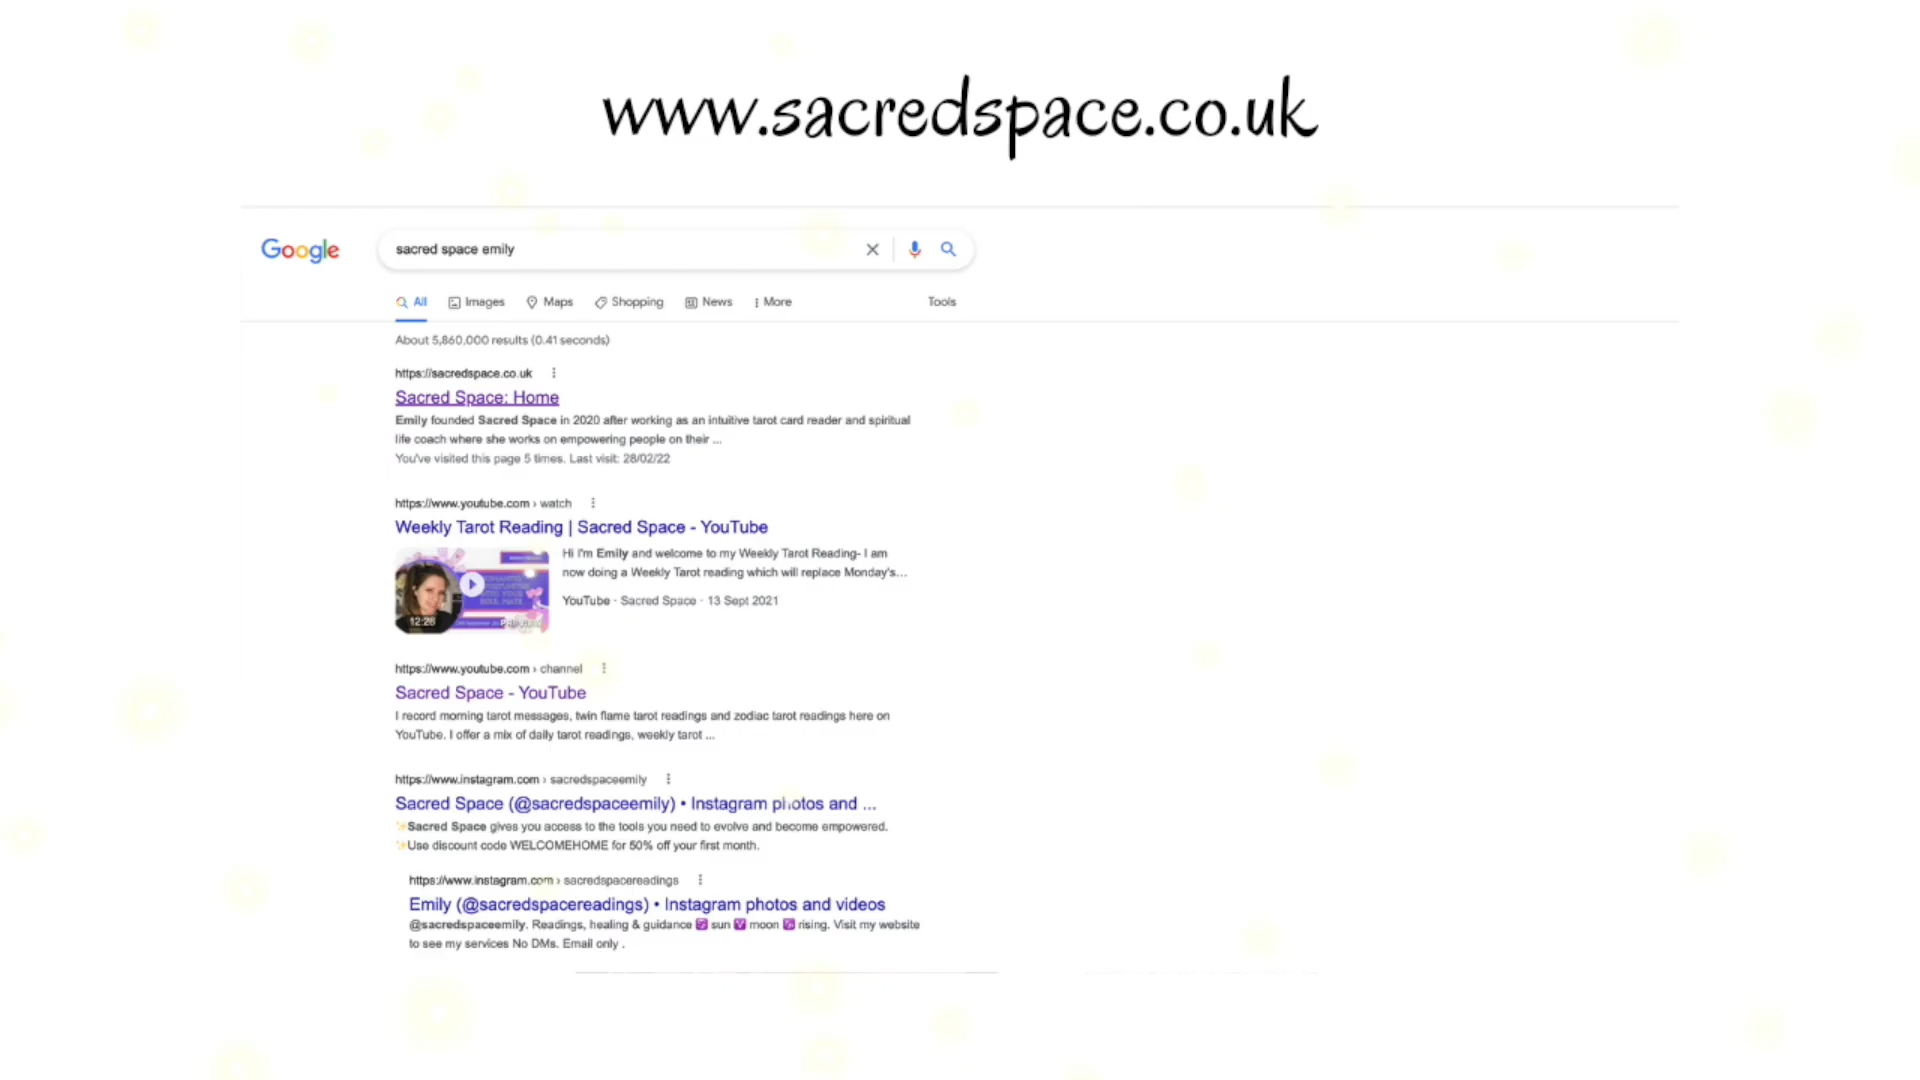 www.sacredspace.co.uk
Google
sacred space emily
All Images Maps Shopping News More Tools
About 5,860,000 results (0.41 seconds)
https://sacredspace.co.uk
Sacred Space: Home
Emily founded Sacred Space in 2020 after working as an intuitive tarot card reader and spiritual
life coach where she works on empowering people on their ...
You've visited this page 5 times. Last visit: 28/02/22
https://www.youtube.com › watch
Weekly Tarot Reading | Sacred Space - YouTube
Hi I'm Emily and welcome to my Weekly Tarot Reading- I am
now doing a Weekly Tarot reading which will replace Monday's...
YouTube · Sacred Space · 13 Sept 2021
SOUL MATE
12:26
PREVIEW
https://www.youtube.com › channel
Sacred Space - YouTube
I record morning tarot messages, twin flame tarot readings and zodiac tarot readings here on
YouTube. I offer a mix of daily tarot readings, weekly tarot ...
https://www.instagram.com › sacredspaceemily
Sacred Space (@sacredspaceemily) • Instagram photos and ...
✨Sacred Space gives you access to the tools you need to evolve and become empowered.
✨Use discount code WELCOMEHOME for 50% off your first month.
https://www.instagram.com › sacredspacereadings
Emily (@sacredspacereadings) • Instagram photos and videos
@sacredspaceemily. Readings, healing & guidance sun moon rising. Visit my website
to see my services No DMs. Email only .